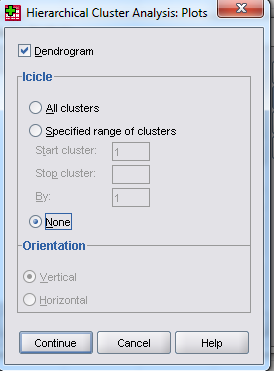 Hierarchical Cluster Analysis: Plots
Dendrogram
Icicle
All clusters
Specified range of clusters
Start cluster: 1
Stop cluster:
By: 1
None
Orientation
Vertical
Horizontal
Continue Cancel Help